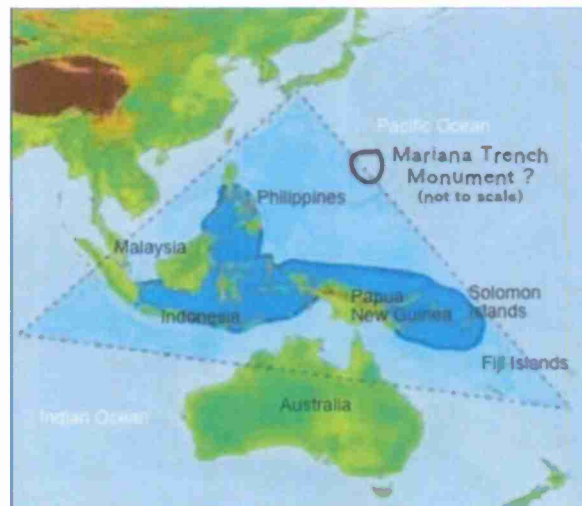 Pacific Ocean
Mariana Trench
Monument ?
(not to scale)
Philippines
Malaysia
Solomon
Islands
Papua
New Guinea
Indonesia
Fiji Islands
Australia
Indian Ocean